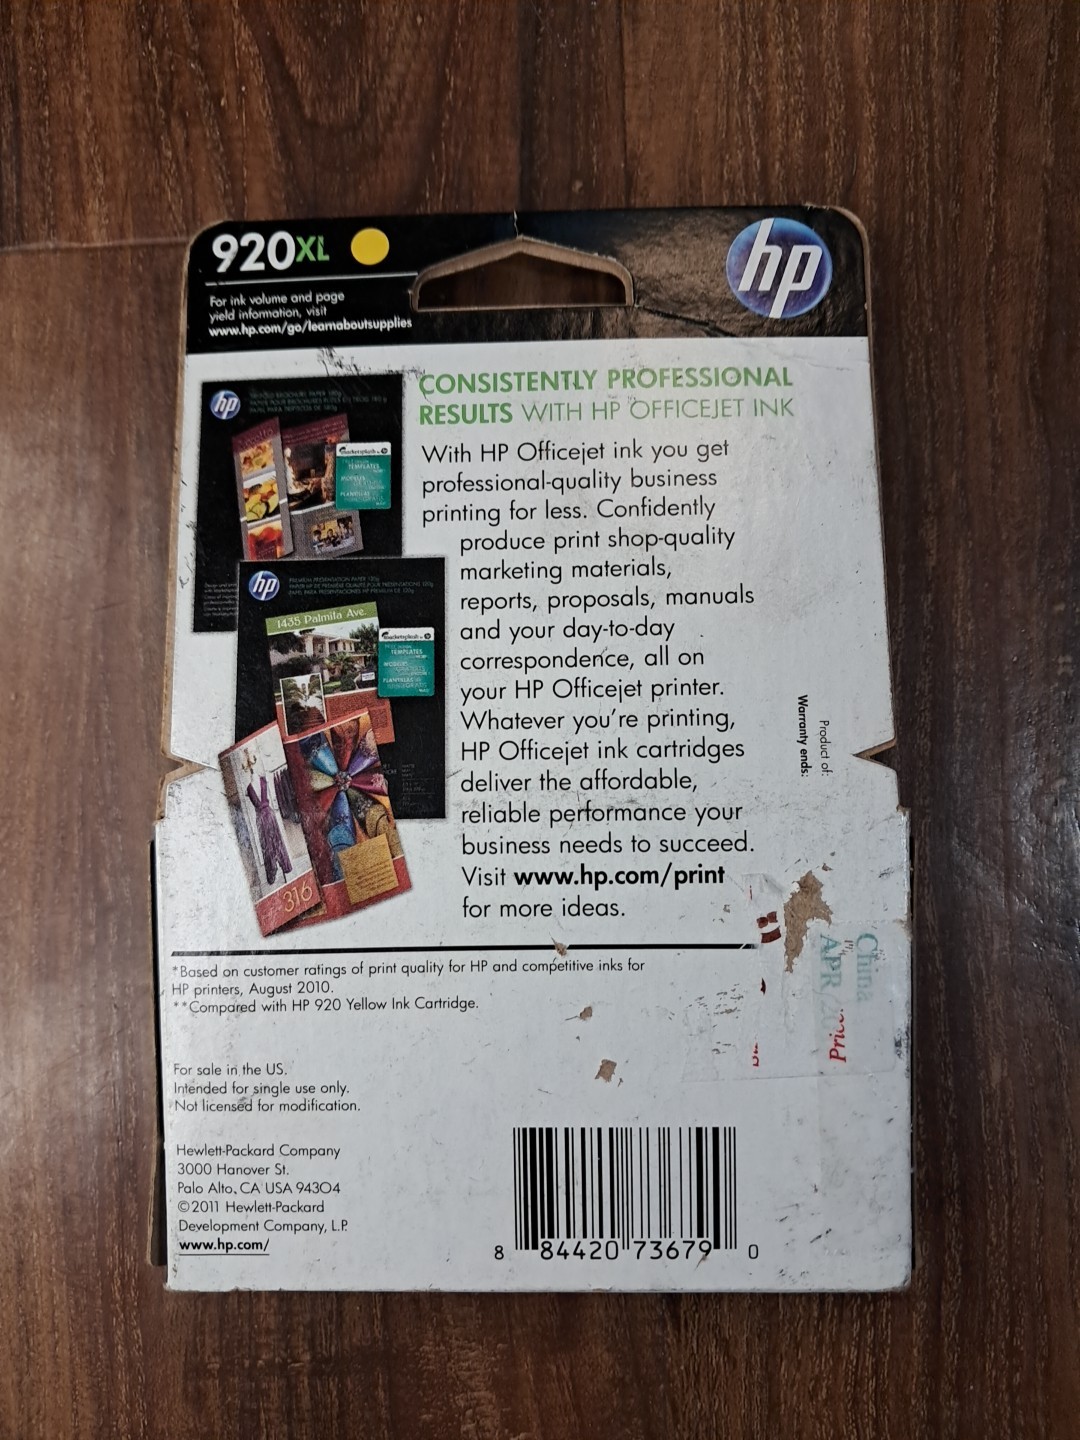 920XL
hp
For ink volume and page
yield information, visit
www.hp.com/go/learnaboutsupplies
CONSISTENTLY PROFESSIONAL
RESULTS WITH HP OFFICEJET INK
With HP Officejet ink you get
professional-quality business
printing for less. Confidently
produce print shop-quality
marketing materials,
reports, proposals, manuals
and your day-to-day
correspondence, all on
your HP Officejet printer.
Whatever you're printing,
HP Officejet ink cartridges
deliver the affordable,
reliable performance your
business needs to succeed.
Visit www.hp.com/print
for more ideas.
hp
TEMPLATES
hp
1435 Palmita Ave.
TEMPLATES
316
Product of:
Warranty ends:
China
APR
*Based on customer ratings of print quality for HP and competitive inks for
HP printers, August 2010.
**Compared with HP 920 Yellow Ink Cartridge.
For sale in the US.
Intended for single use only.
Not licensed for modification.
Hewlett-Packard Company
3000 Hanover St.
Palo Alto, CA USA 94304
©2011 Hewlett-Packard
Development Company, L.P.
www.hp.com/
8 84420 73679 0